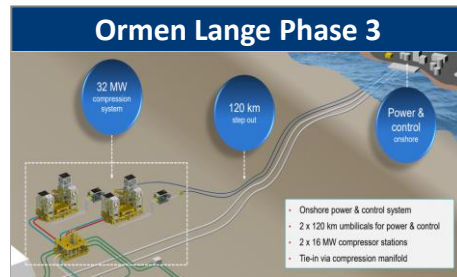 Ormen Lange Phase 3
32 MW
compression
system
120 km
step out
Power &
control
onshore
• Onshore power & control system
• 2 x 120 km umbilicals for power & control
• 2 x 16 MW compressor stations
• Tie-in via compression manifold